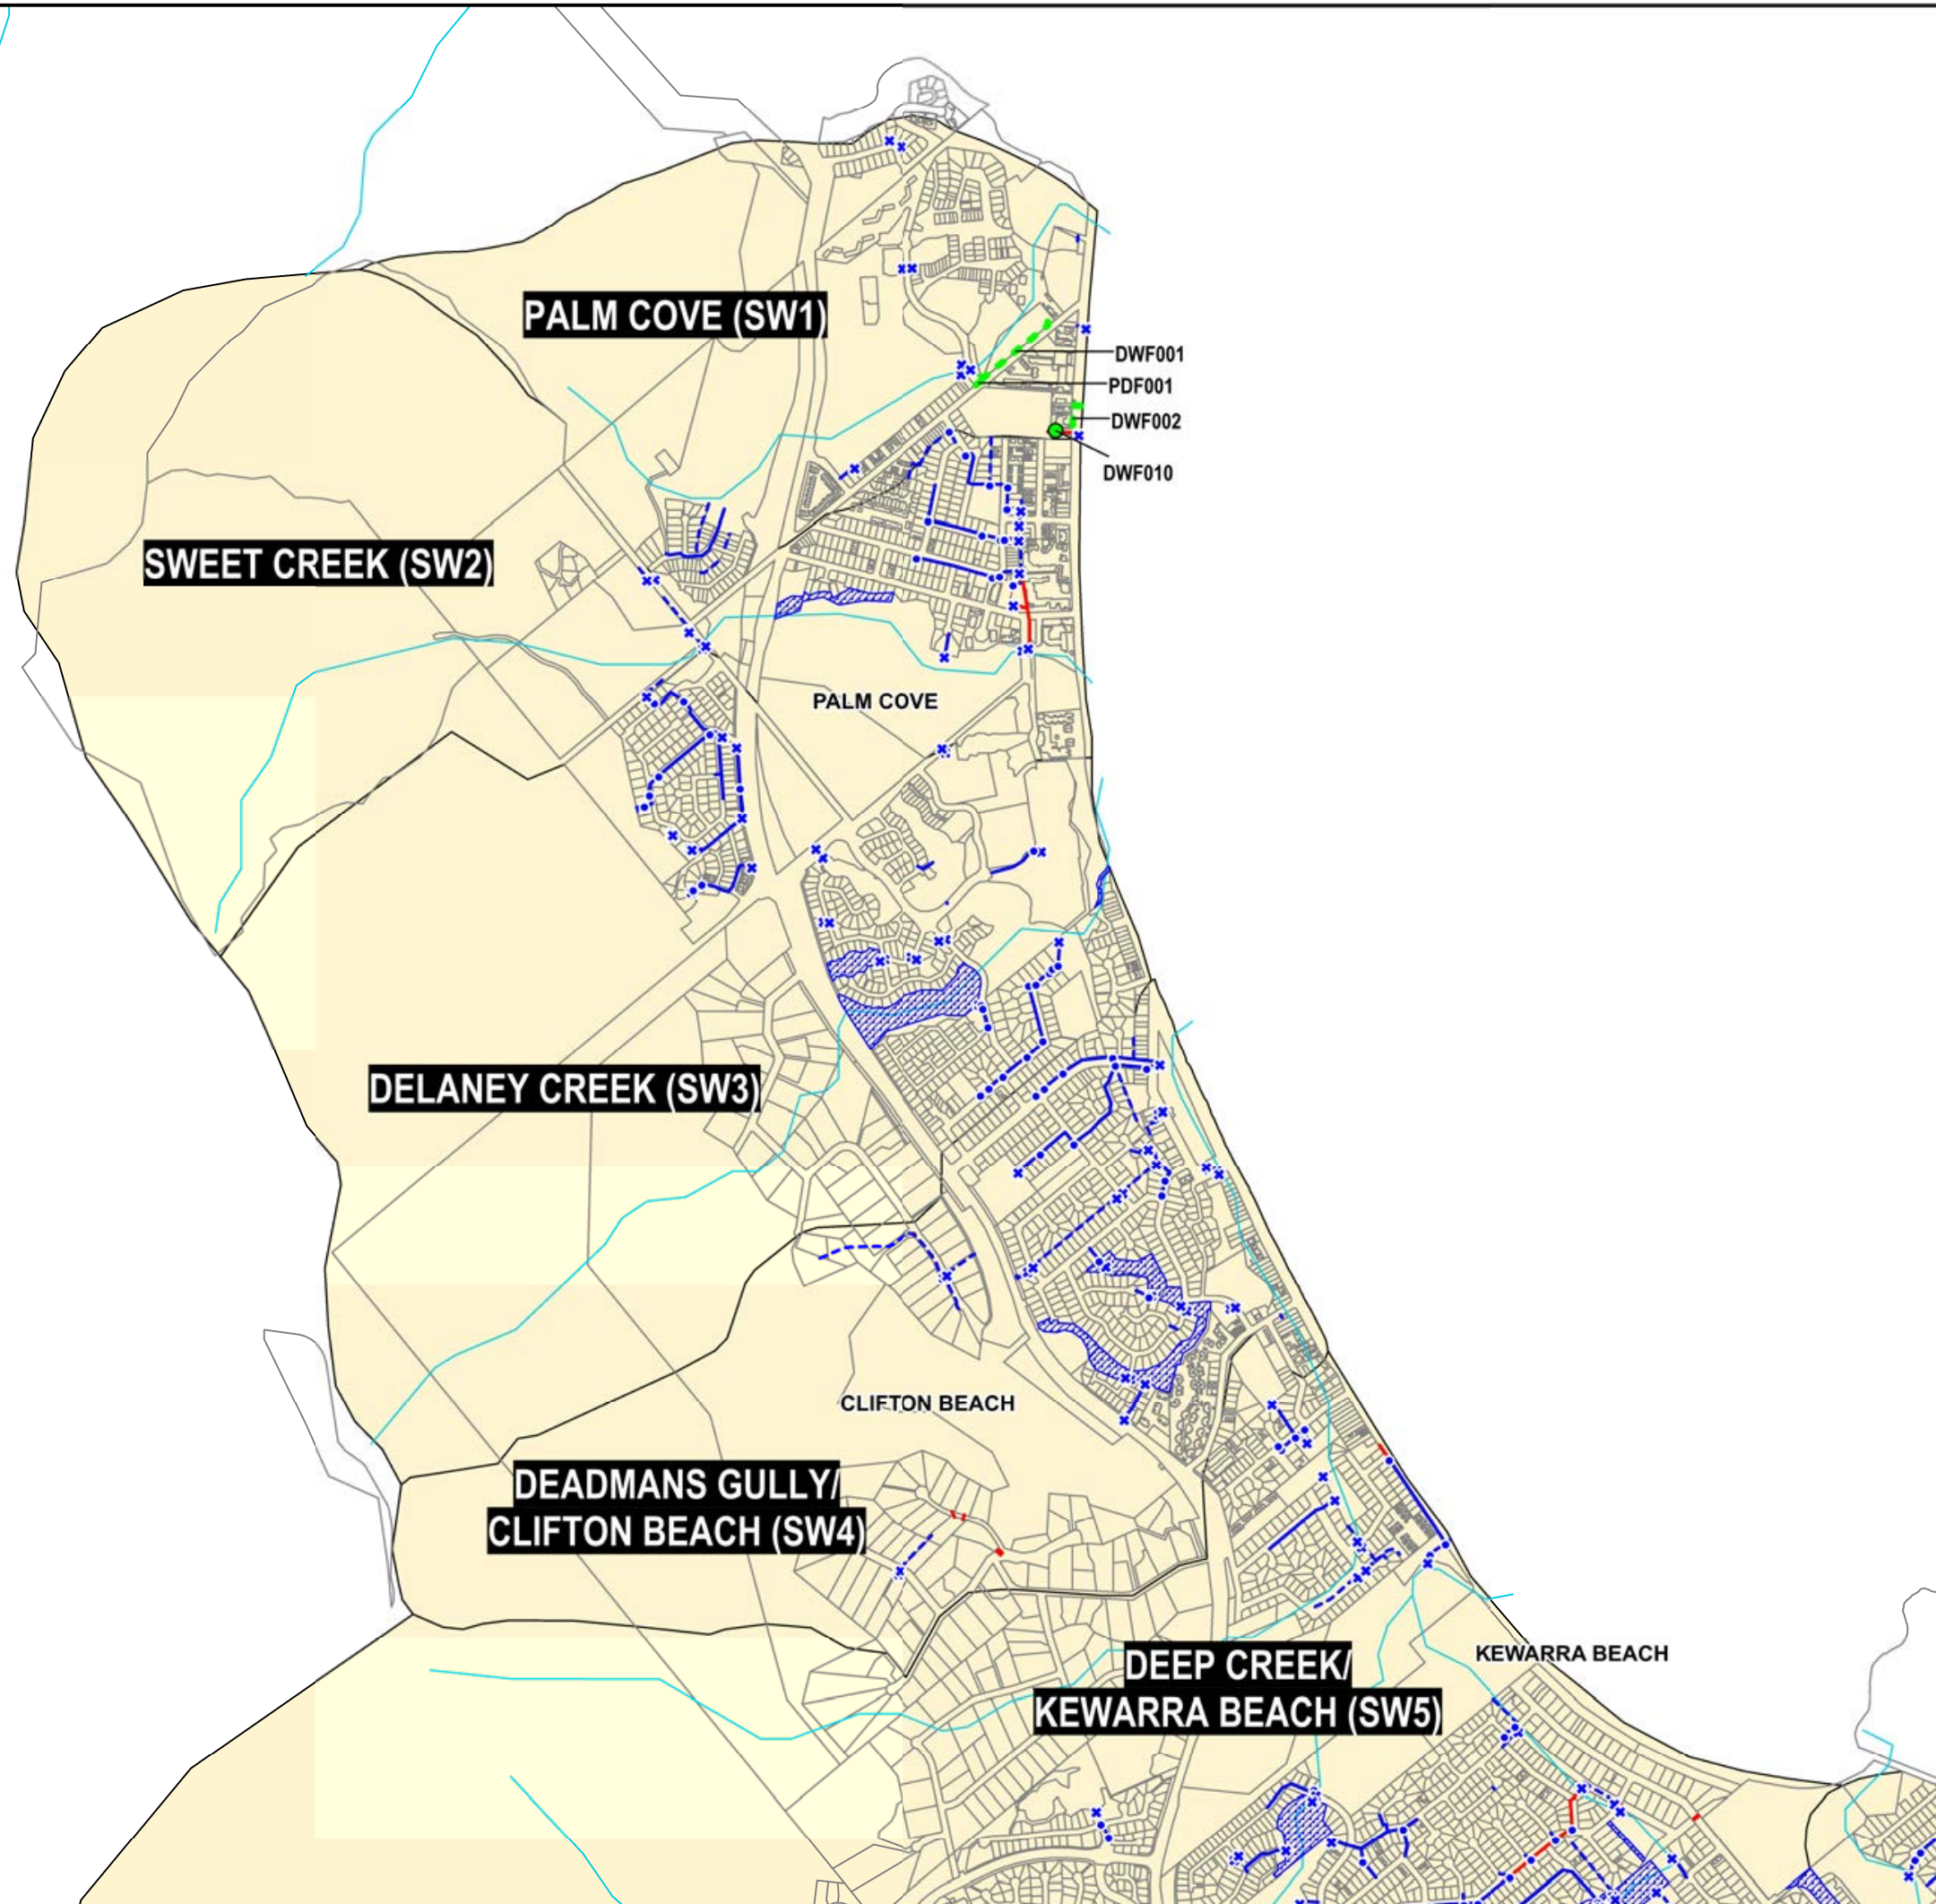 PALM COVE (SW1)
DWF001
PDF001
DWF002
DWF010
SWEET CREEK (SW2)
PALM COVE
DELANEY CREEK (SW3)
CLIFTON BEACH
DEADMANS GULLY/
CLIFTON BEACH (SW4)
DEEP CREEK/
KEWARRA BEACH (SW5)
KEWARRA BEACH